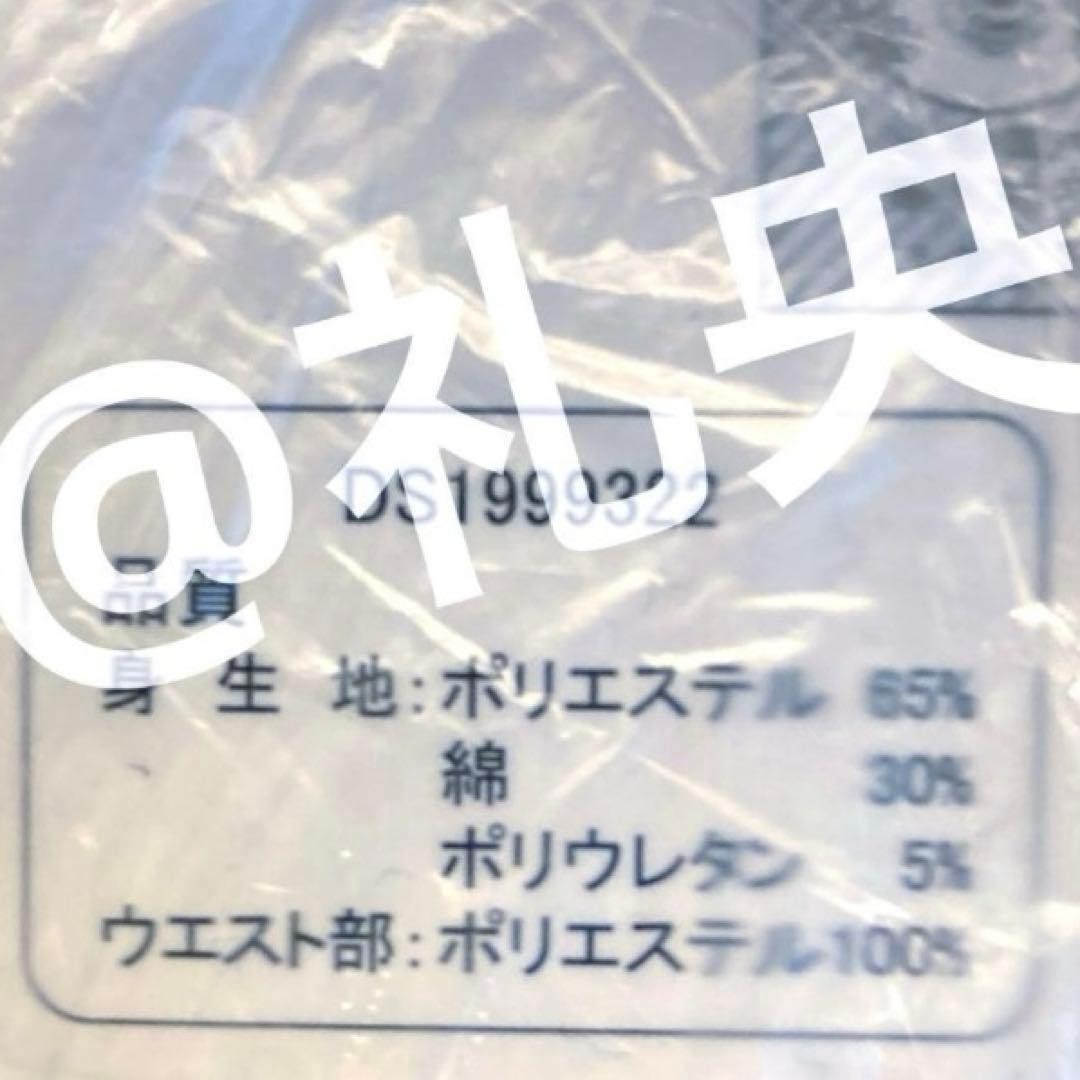 @礼央
DS1999322
品質
身生地:ポリエステル 65%
綿 30%
ポリウレタン 5%
ウエスト部:ポリエステル100%